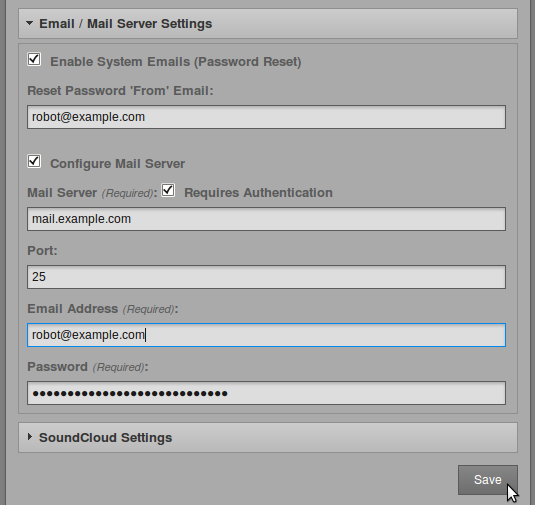 Email / Mail Server Settings
Enable System Emails (Password Reset)
Reset Password 'From' Email:
robot@example.com
Configure Mail Server
Mail Server (Required): Requires Authentication
mail.example.com
Port:
25
Email Address (Required):
robot@example.com
Password (Required):
●●●●●●●●●●●●●●●●●●●●●●●●●●●●
SoundCloud Settings
Save